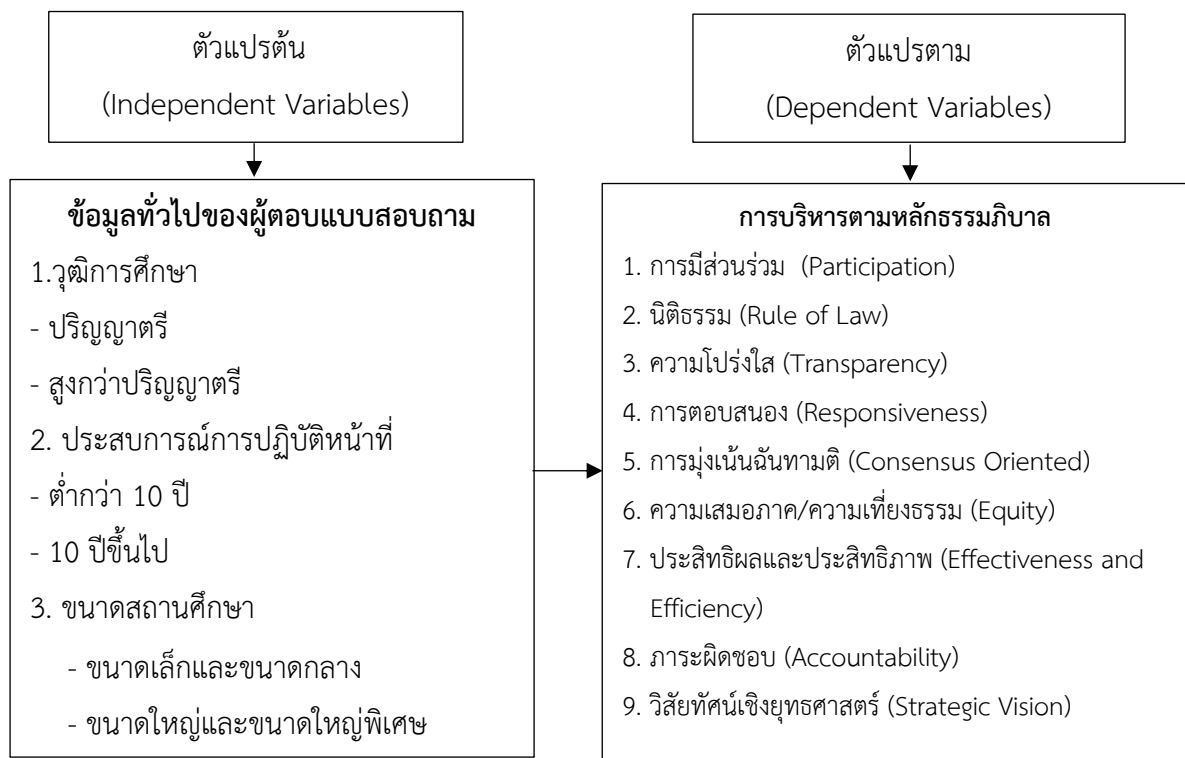 ตัวแปรต้น
(Independent Variables)
ข้อมูลทั่วไปของผู้ตอบแบบสอบถาม
1.วุฒิการศึกษา
- ปริญญาตรี
- สูงกว่าปริญญาตรี
2. ประสบการณ์การปฏิบัติหน้าที่
- ต่ำกว่า 10 ปี
- 10 ปีขึ้นไป
3. ขนาดสถานศึกษา
- ขนาดเล็กและขนาดกลาง
- ขนาดใหญ่และขนาดใหญ่พิเศษ
ตัวแปรตาม
(Dependent Variables)
การบริหารตามหลักธรรมภิบาล
1. การมีส่วนร่วม (Participation)
2. นิติธรรม (Rule of Law)
3. ความโปร่งใส (Transparency)
4. การตอบสนอง (Responsiveness)
5. การมุ่งเน้นฉันทามติ (Consensus Oriented)
6. ความเสมอภาค/ความเที่ยงธรรม (Equity)
7. ประสิทธิผลและประสิทธิภาพ (Effectiveness and
Efficiency)
8. ภาระผิดชอบ (Accountability)
9. วิสัยทัศน์เชิงยุทธศาสตร์ (Strategic Vision)